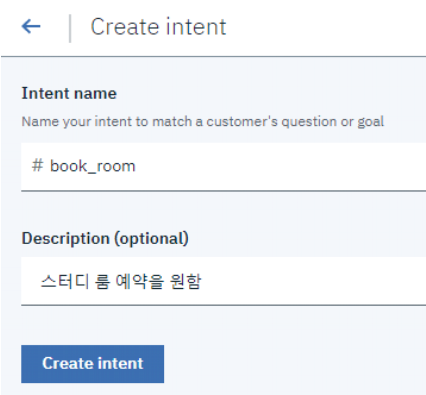 ← | Create intent
Intent name
Name your intent to match a customer's question or goal
# book_room
Description (optional)
스터디 룸 예약을 원함
Create intent